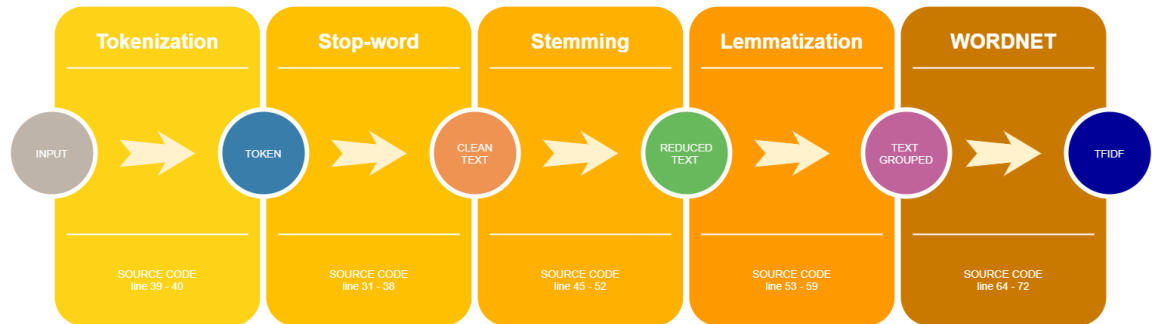 Tokenization
Stop-word
Stemming
Lemmatization
WORDNET
INPUT
TOKEN
CLEAN
TEXT
REDUCED
TEXT
TEXT
GROUPED
TFIDF
SOURCE CODE
line 39 - 40
SOURCE CODE
line 31 - 38
SOURCE CODE
line 45 - 52
SOURCE CODE
line 53 - 59
SOURCE CODE
line 64 - 72